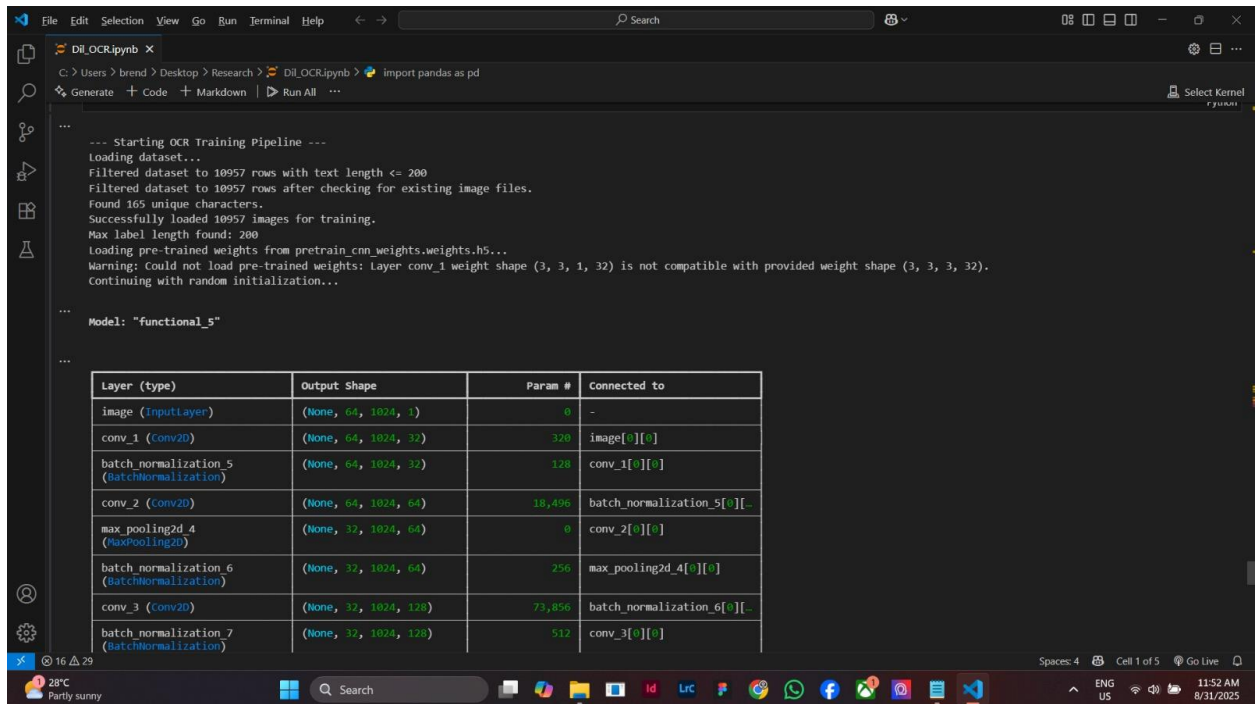 File Edit Selection View Go Run Terminal Help
Search
Dil_OCR.ipynb
C: > Users > brend > Desktop > Research > Dil_OCR.ipynb > import pandas as pd
Generate + Code + Markdown | Run All ...
Select Kernel
Python
...
--- Starting OCR Training Pipeline ---
Loading dataset...
Filtered dataset to 10957 rows with text length <= 200
Filtered dataset to 10957 rows after checking for existing image files.
Found 165 unique characters.
Successfully loaded 10957 images for training.
Max label length found: 200
Loading pre-trained weights from pretrain_cnn_weights.weights.h5...
Warning: Could not load pre-trained weights: Layer conv_1 weight shape (3, 3, 1, 32) is not compatible with provided weight shape (3, 3, 3, 32).
Continuing with random initialization...
...
Model: "functional_5"
...
Layer (type) Output Shape Param # Connected to
image (InputLayer) (None, 64, 1024, 1) 0 -
conv_1 (Conv2D) (None, 64, 1024, 32) 320 image[0][0]
batch_normalization_5 (None, 64, 1024, 32) 128 conv_1[0][0]
(BatchNormalization)
conv_2 (Conv2D) (None, 64, 1024, 64) 18,496 batch_normalization_5[0][…
max_pooling2d_4 (None, 32, 1024, 64) 0 conv_2[0][0]
(MaxPooling2D)
batch_normalization_6 (None, 32, 1024, 64) 256 max_pooling2d_4[0][0]
(BatchNormalization)
conv_3 (Conv2D) (None, 32, 1024, 128) 73,856 batch_normalization_6[0][…
batch_normalization_7 (None, 32, 1024, 128) 512 conv_3[0][0]
(BatchNormalization)
16 29
Spaces: 4 Cell 1 of 5 Go Live
1
28°C
Partly sunny
Search
Id LrC
ENG
US
11:52 AM
8/31/2025